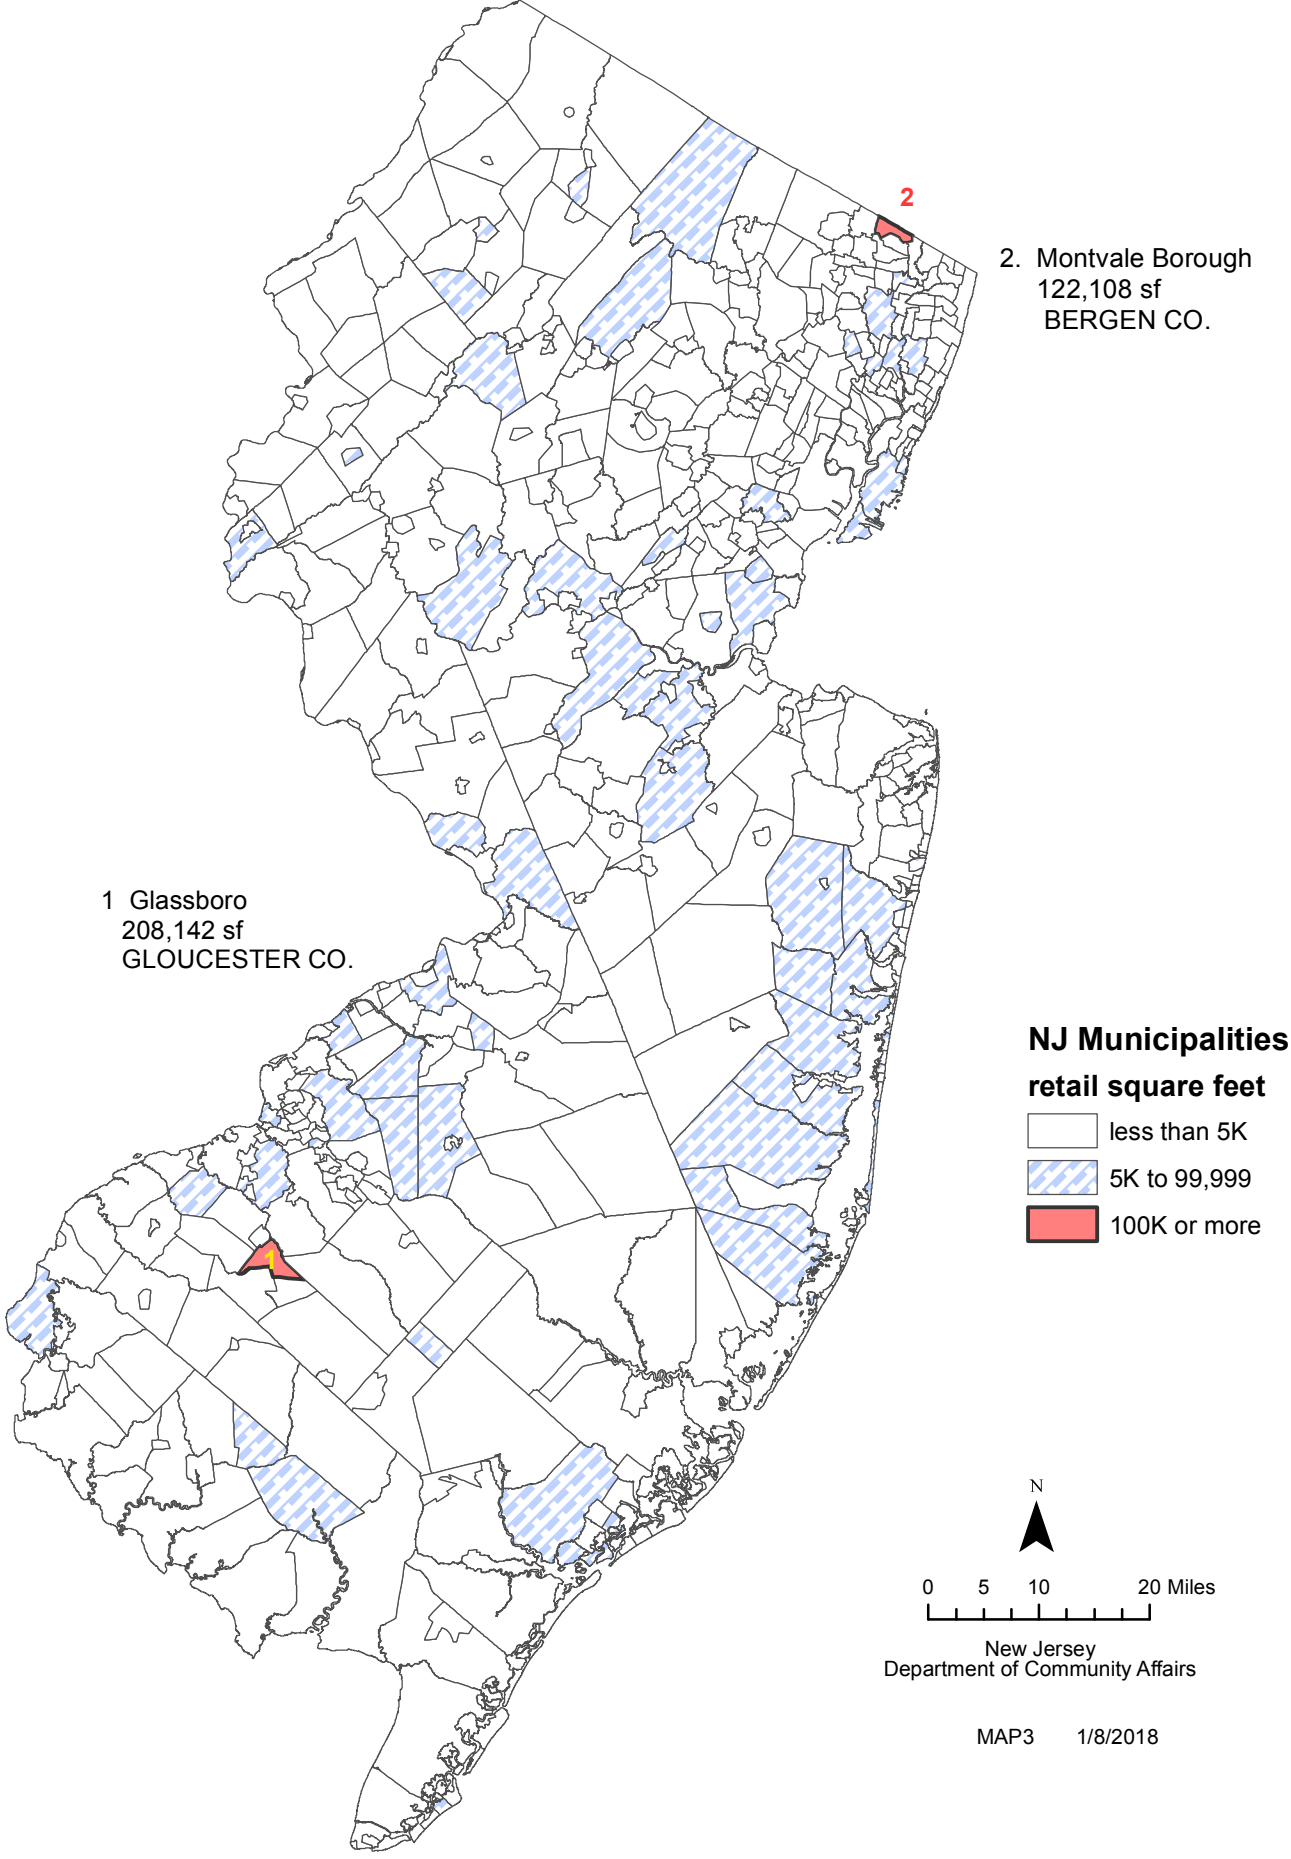 2
2. Montvale Borough
122,108 sf
BERGEN CO.
1 Glassboro
208,142 sf
GLOUCESTER CO.
1
NJ Municipalities
retail square feet
less than 5K
5K to 99,999
100K or more
N
0 5 10 20 Miles
New Jersey
Department of Community Affairs
MAP3 1/8/2018